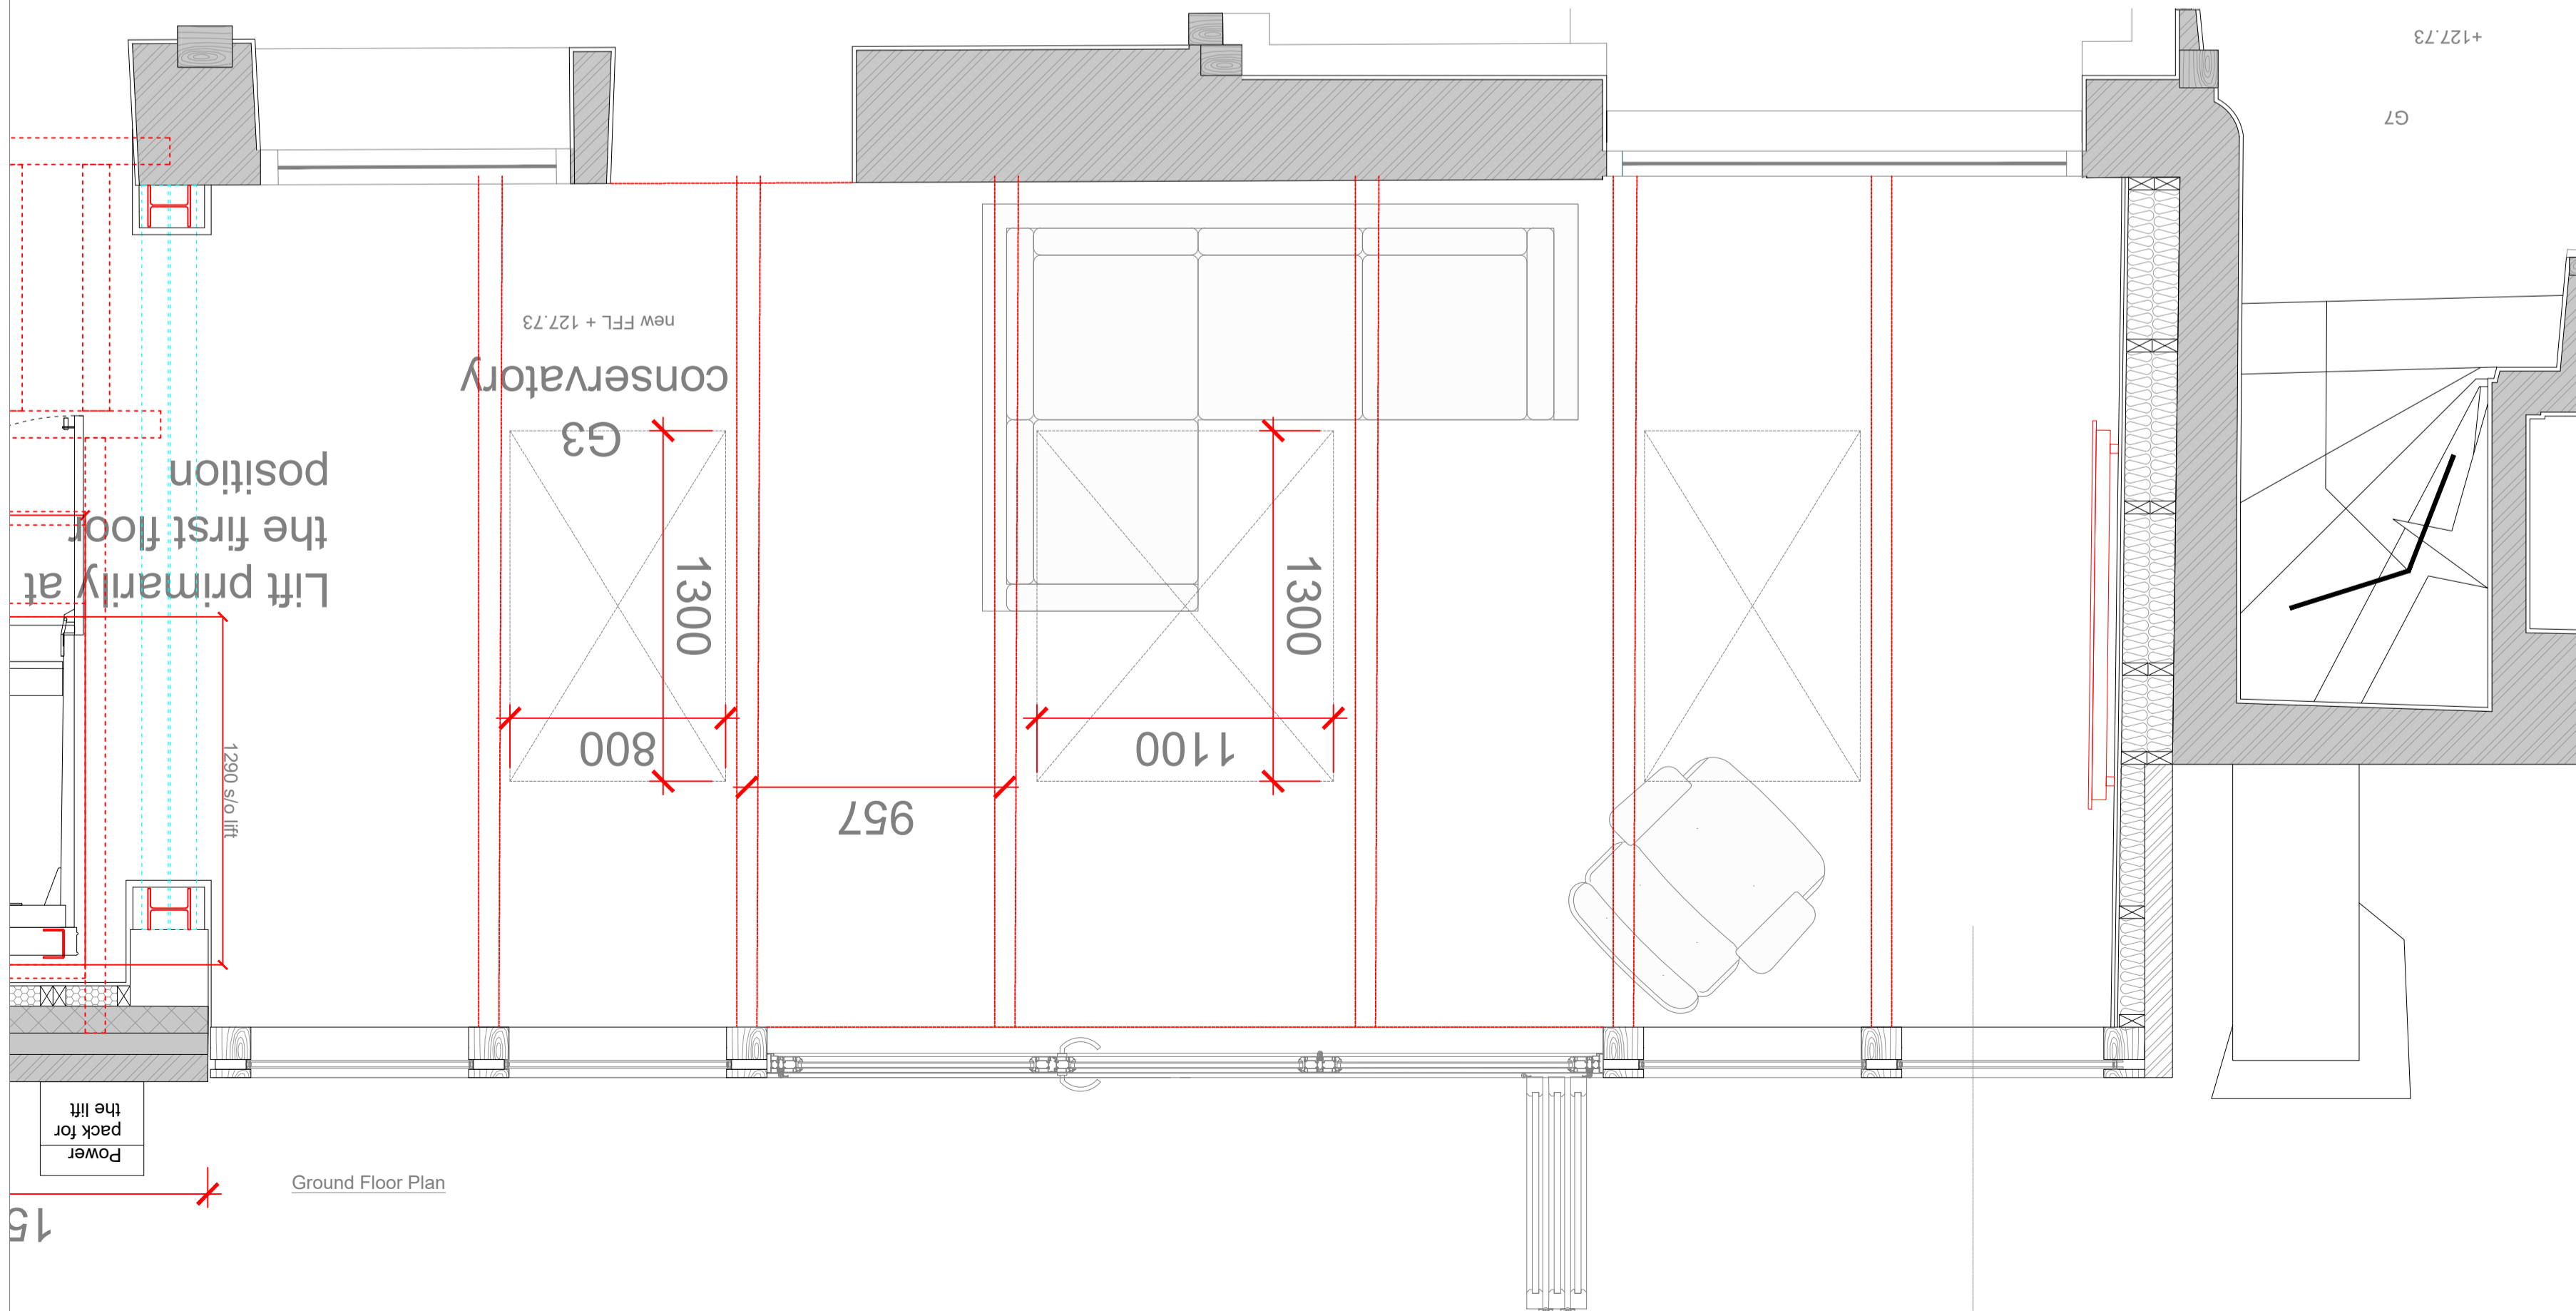 +127.73
G7
new FFL + 127.73
conservatory
G3
Lift primarily at
the first floor
position
1300
800
1300
1100
957
1290 s/o lift
Power
pack for
the lift
Ground Floor Plan
15